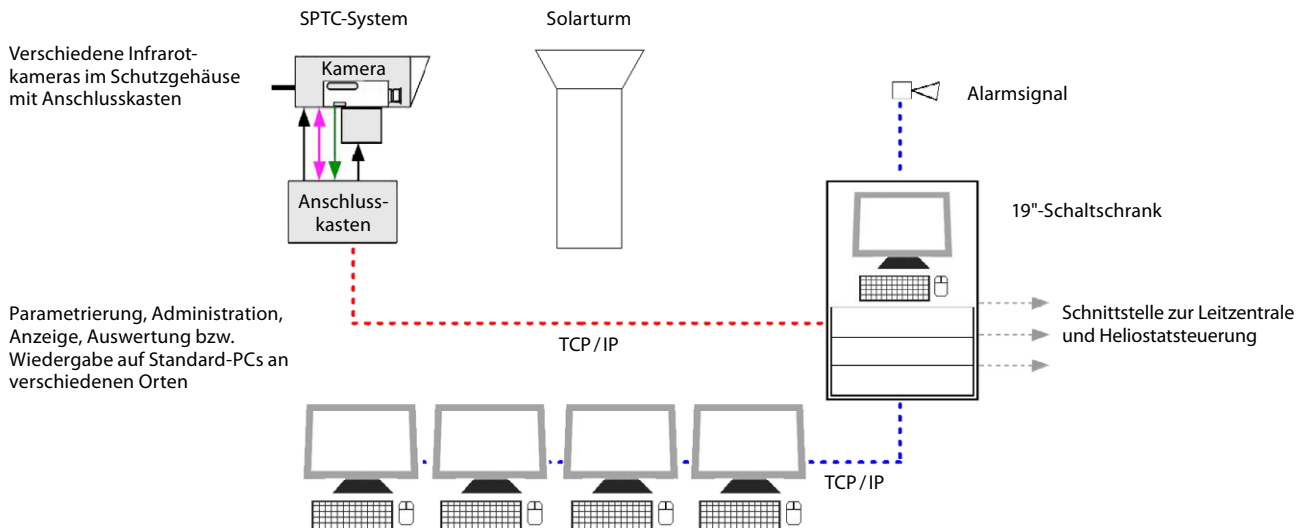 SPTC-System
Solarturm
Verschiedene Infrarot-
kameras im Schutzgehäuse
mit Anschlusskasten
Kamera
Alarmsignal
Anschluss-
kasten
19"-Schaltschrank
Parametrierung, Administration,
Anzeige, Auswertung bzw.
Wiedergabe auf Standard-PCs an
verschiedenen Orten
TCP / IP
Schnittstelle zur Leitzentrale
und Heliostatsteuerung
TCP / IP